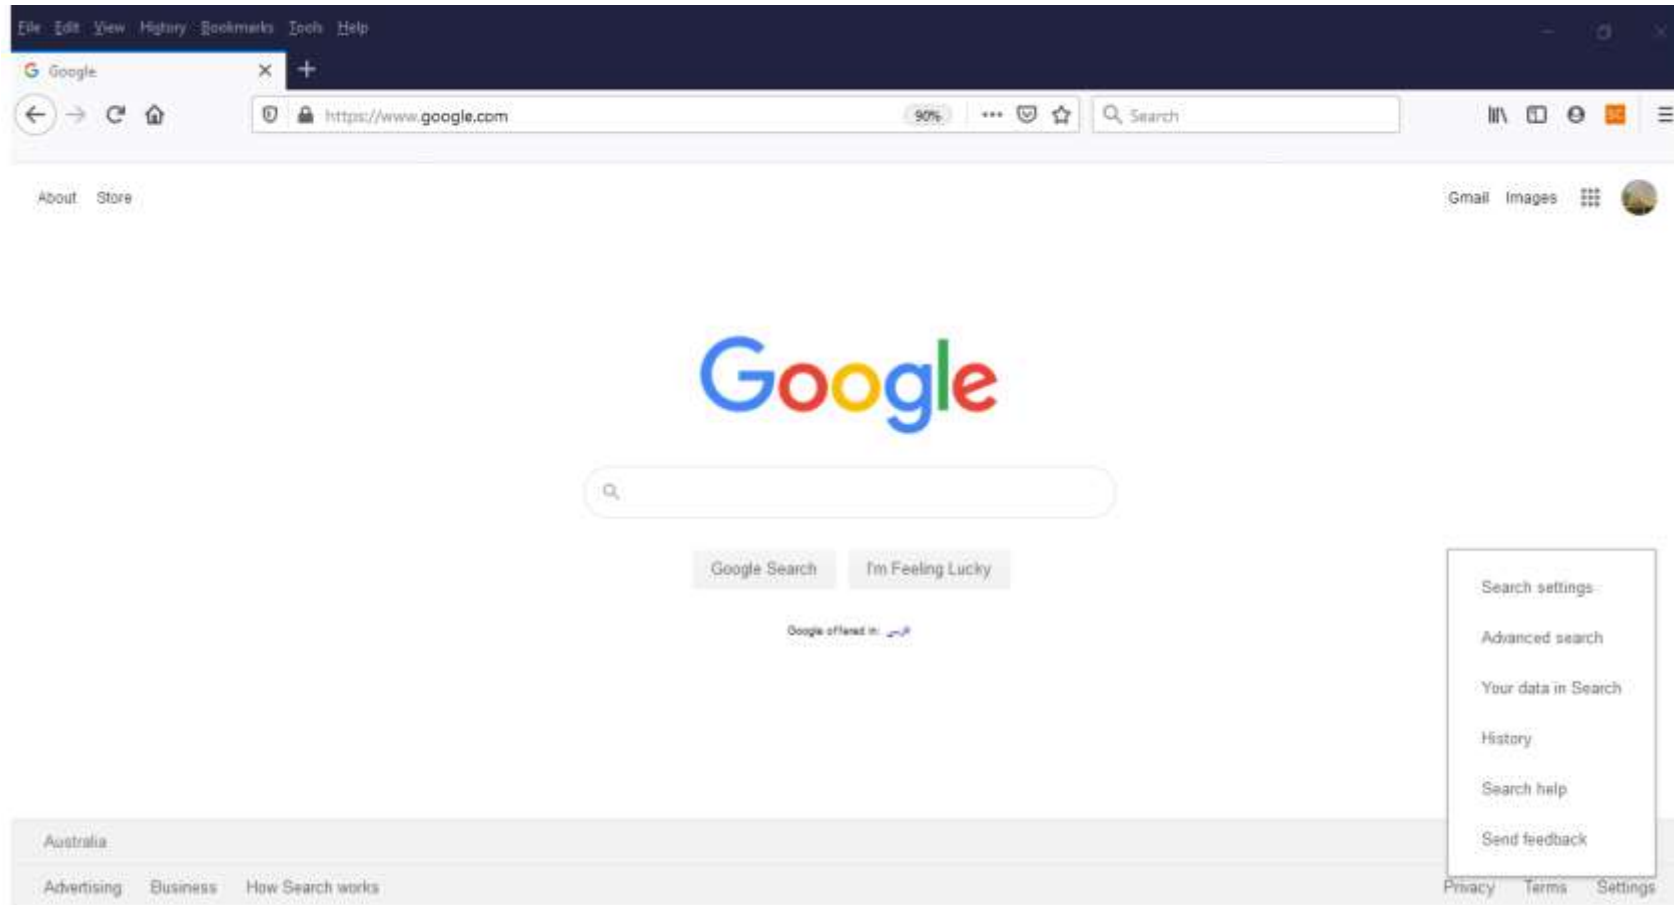 File Edit View History Bookmarks Tools Help
Google
https://www.google.com 90% Search
About Store Gmail Images
Google
Google Search I'm Feeling Lucky
Google offered in:
Search settings
Advanced search
Your data in Search
History
Search help
Send feedback
Australia
Advertising Business How Search works Privacy Terms Settings